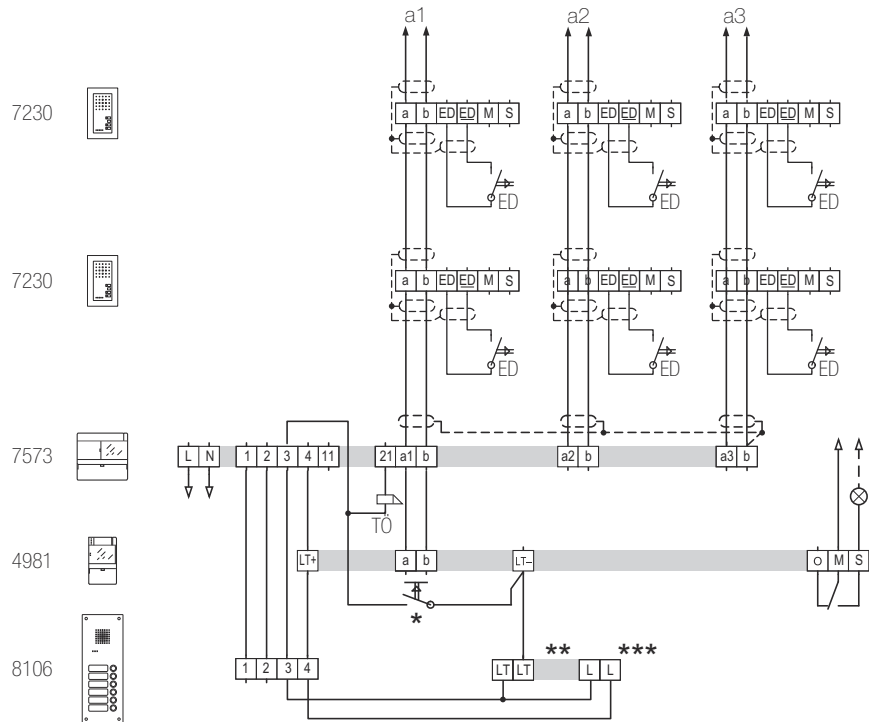 a1 a2 a3
7230 a b ED ED M S a b ED ED M S a b ED ED M S
ED ED ED
7230 a b ED ED M S a b ED ED M S a b ED ED M S
ED ED ED
7573 L N 1 2 3 4 11 21 a1 b a2 b a3 b
TÖ
4981 LT+ a b LT– O M S
*
** ***
8106 1 2 3 4 LT LT L L